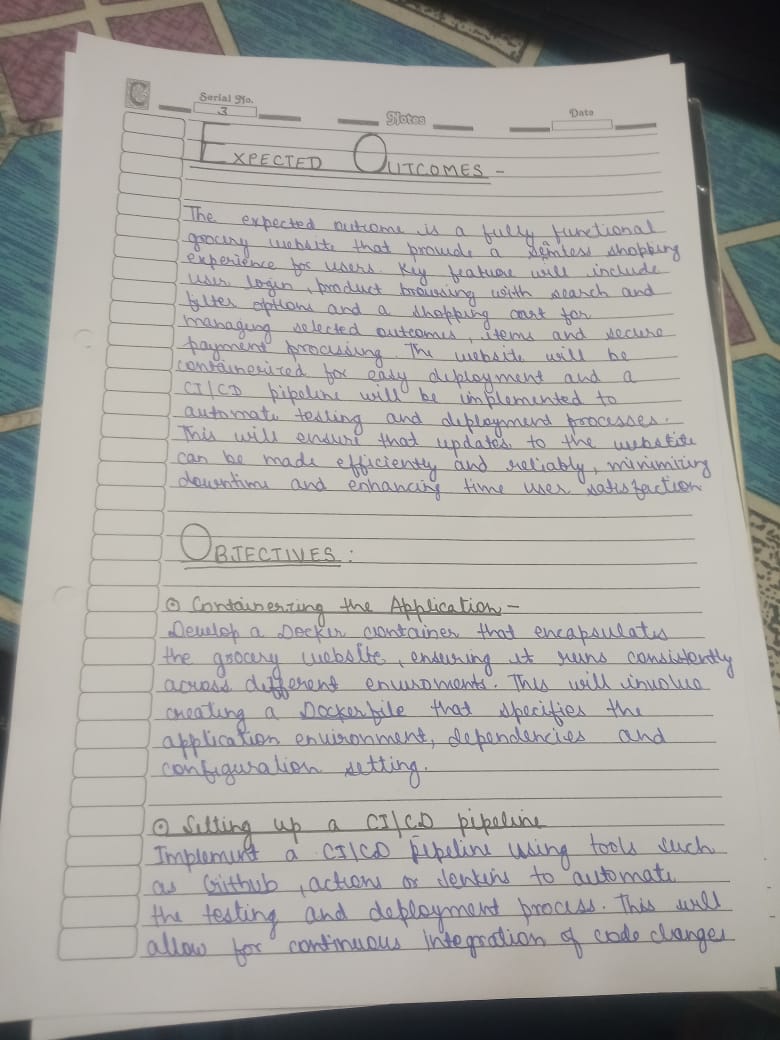 C
Serial No. Notes Date
3
EXPECTED OUTCOMES -
The expected outcome is a fully functional
grocery website that provide a semless shopping
experience for users. Key feature will include
user login, product browsing with search and
filter options and a shopping cart for
managing selected outcomes, items and secure
payment processing. The website will be
containerized for easy deployment and a
CI/CD pipeline will be implemented to
automate testing and deployment processes.
This will ensure that updates to the website
can be made efficiently and reliably, minimizing
downtime and enhancing time user satisfaction
OBJECTIVES :
⊙ Containerzing the Application -
Develop a Docker container that encapsulates
the grocery website, ensuring it runs consistently
across different enviroments. This will involve
creating a Dockerfile that specifies the
application environment, dependencies and
configuration setting.
⊙ Setting up a CI/CD pipeline
Implement a CI/CD pipeline using tools such
as Github, actions or Jenkins to automate
the testing and deployment process. This will
allow for continuous Integration of code changes